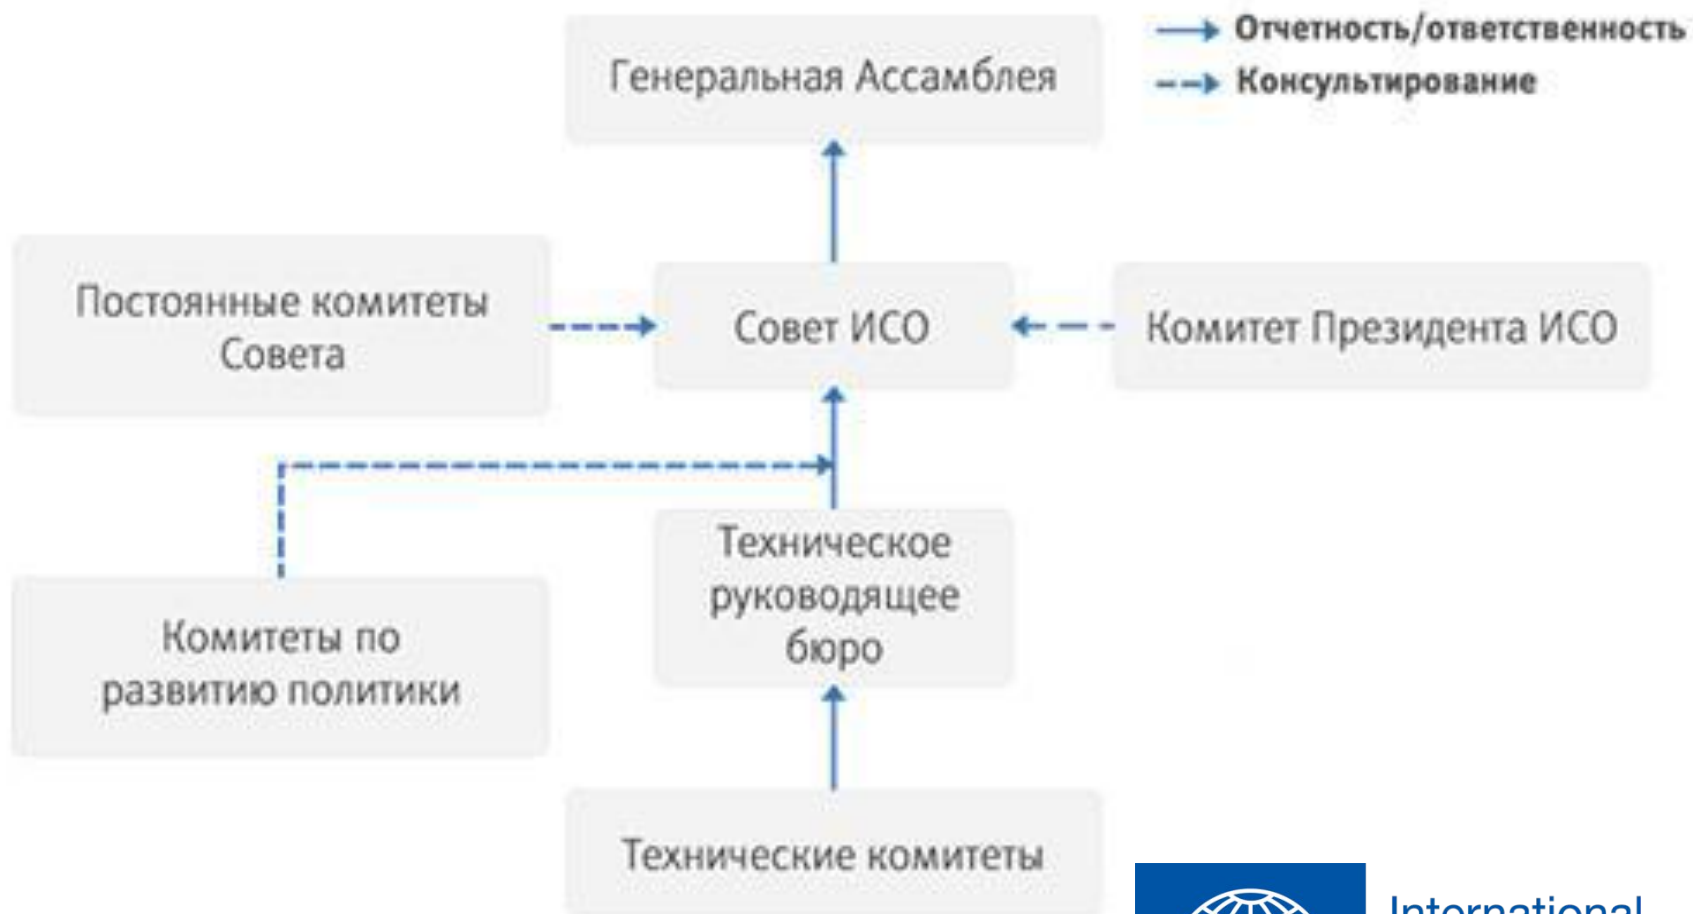 Отчетность/ответственность
Консультирование
Генеральная Ассамблея
Постоянные комитеты
Совета
Совет ИСО
Комитет Президента ИСО
Техническое
руководящее
бюро
Комитеты по
развитию политики
Технические комитеты
International